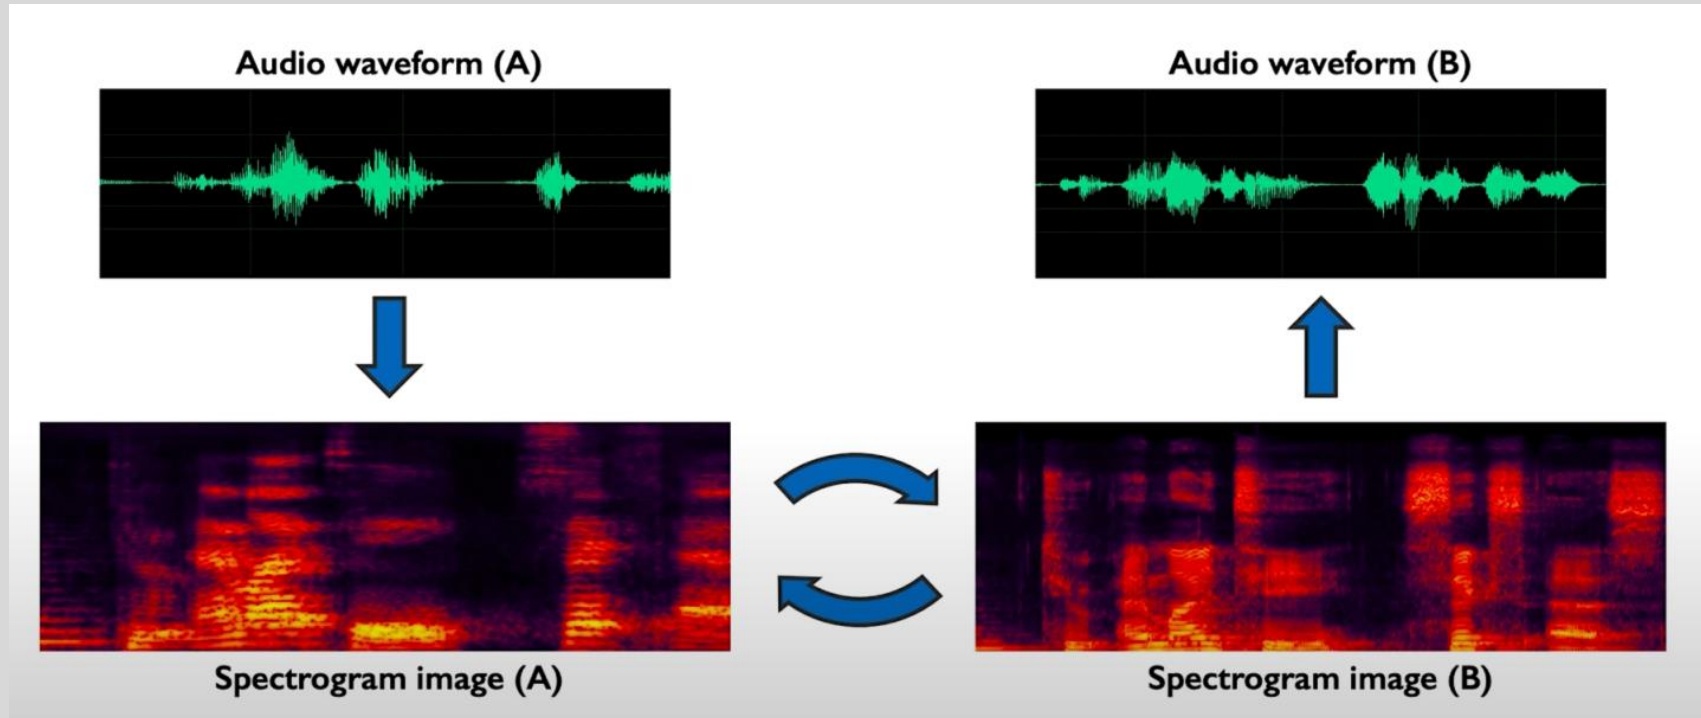 Audio waveform (A)
Audio waveform (B)
Spectrogram image (A)
Spectrogram image (B)